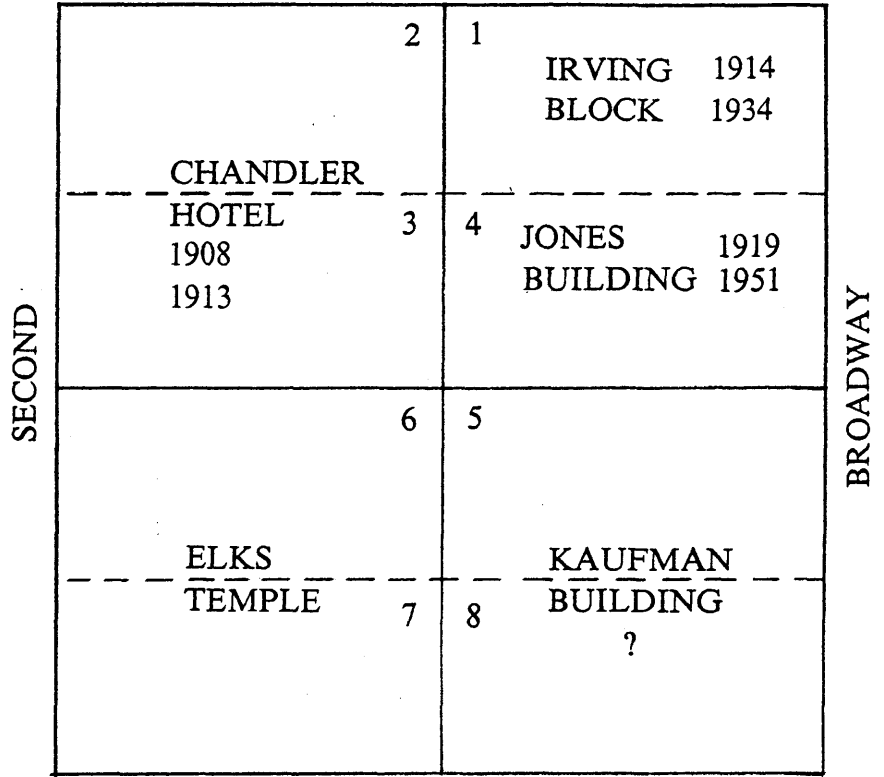 2 1
IRVING 1914
BLOCK 1934
CHANDLER
HOTEL
1908
1913
3 4
JONES 1919
BUILDING 1951
SECOND
BROADWAY
6 5
ELKS
TEMPLE
7 8
KAUFMAN
BUILDING
?